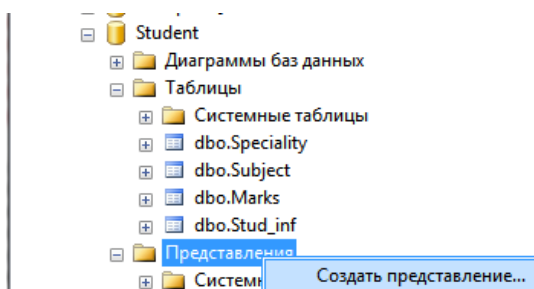 Student
Диаграммы баз данных
Таблицы
Системные таблицы
dbo.Speciality
dbo.Subject
dbo.Marks
dbo.Stud_inf
Представления
Создать представление...